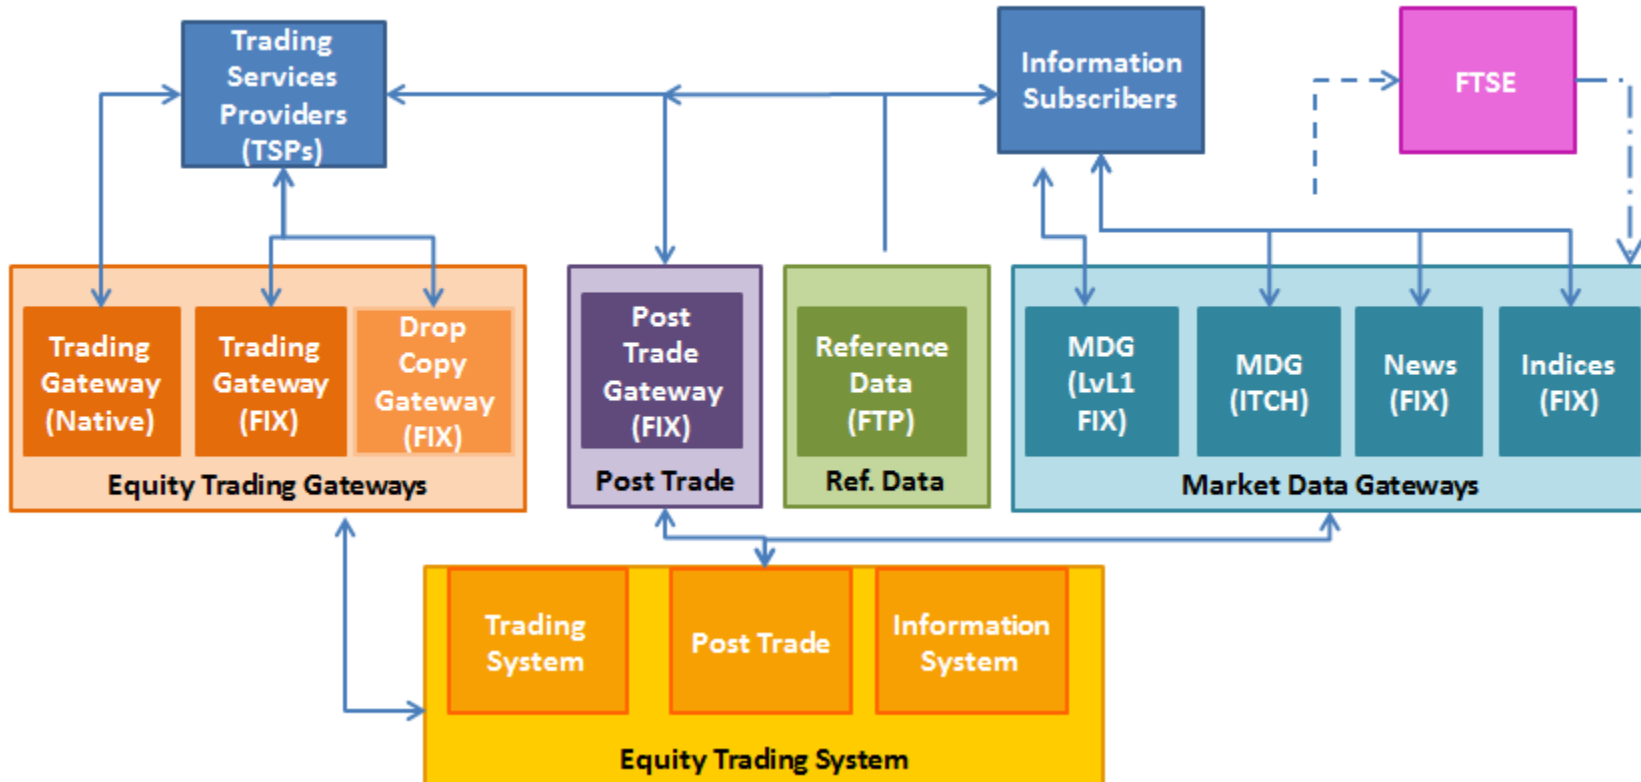 Trading
Services
Providers
(TSPs)
Information
Subscribers
FTSE
Trading
Gateway
(Native)
Trading
Gateway
(FIX)
Drop
Copy
Gateway
(FIX)
Equity Trading Gateways
Post
Trade
Gateway
(FIX)
Post Trade
Reference
Data
(FTP)
Ref. Data
MDG
(LvL1
FIX)
MDG
(ITCH)
News
(FIX)
Indices
(FIX)
Market Data Gateways
Trading
System
Post Trade
Information
System
Equity Trading System